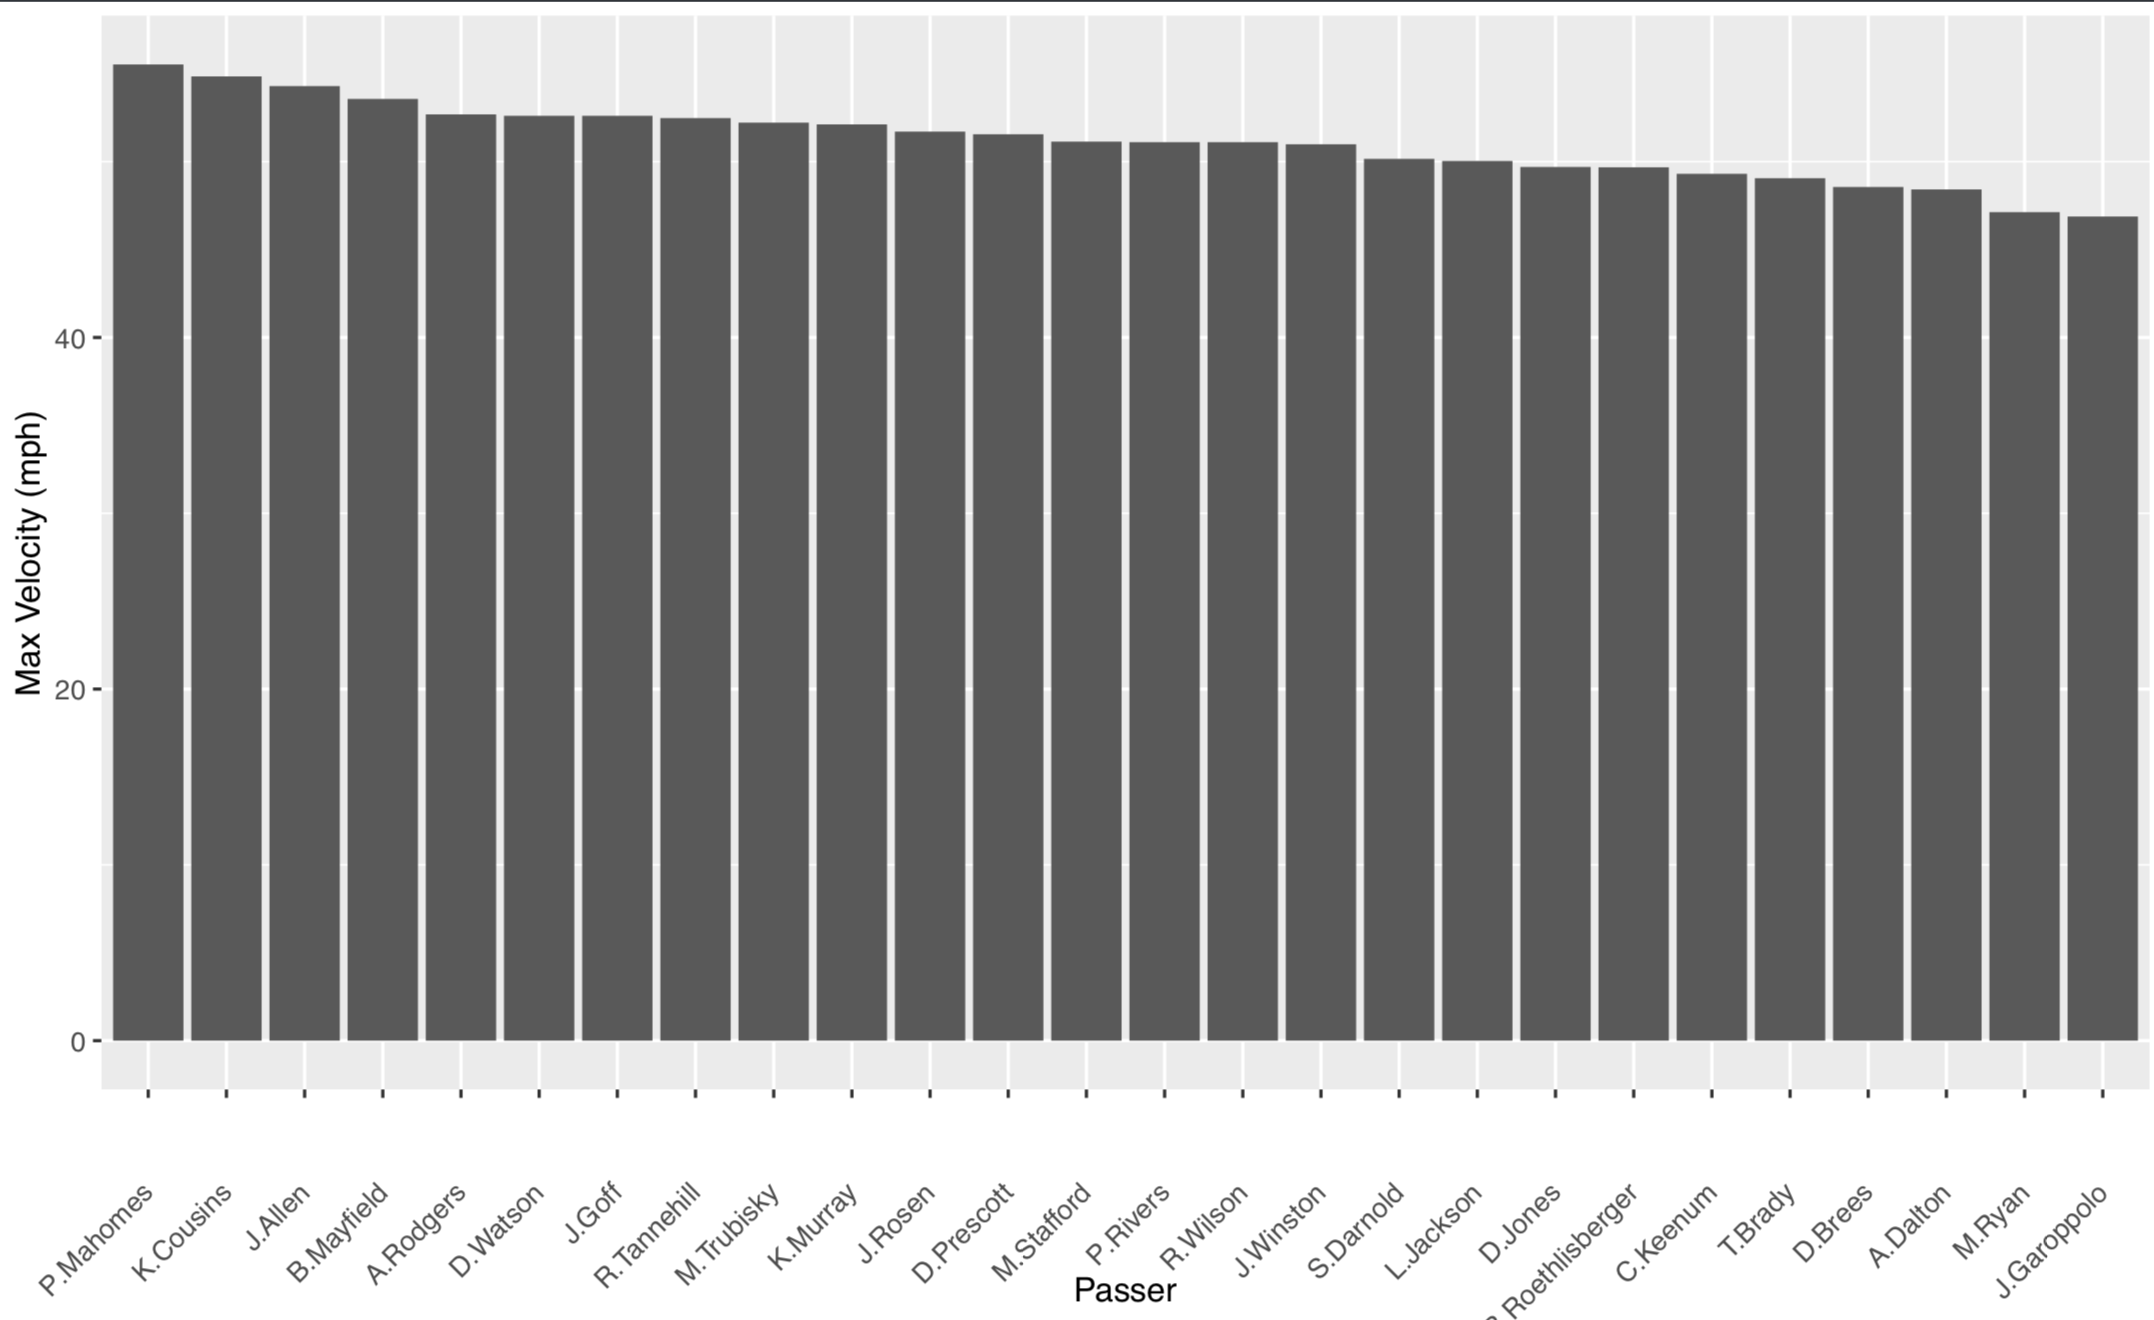 Max Velocity (mph)
40
20
0
P.Mahomes
K.Cousins
J.Allen
B.Mayfield
A.Rodgers
D.Watson
J.Goff
R.Tannehill
M.Trubisky
K.Murray
J.Rosen
D.Prescott
M.Stafford
P.Rivers
R.Wilson
J.Winston
S.Darnold
L.Jackson
D.Jones
Roethlisberger
C.Keenum
T.Brady
D.Brees
A.Dalton
M.Ryan
J.Garoppolo
Passer